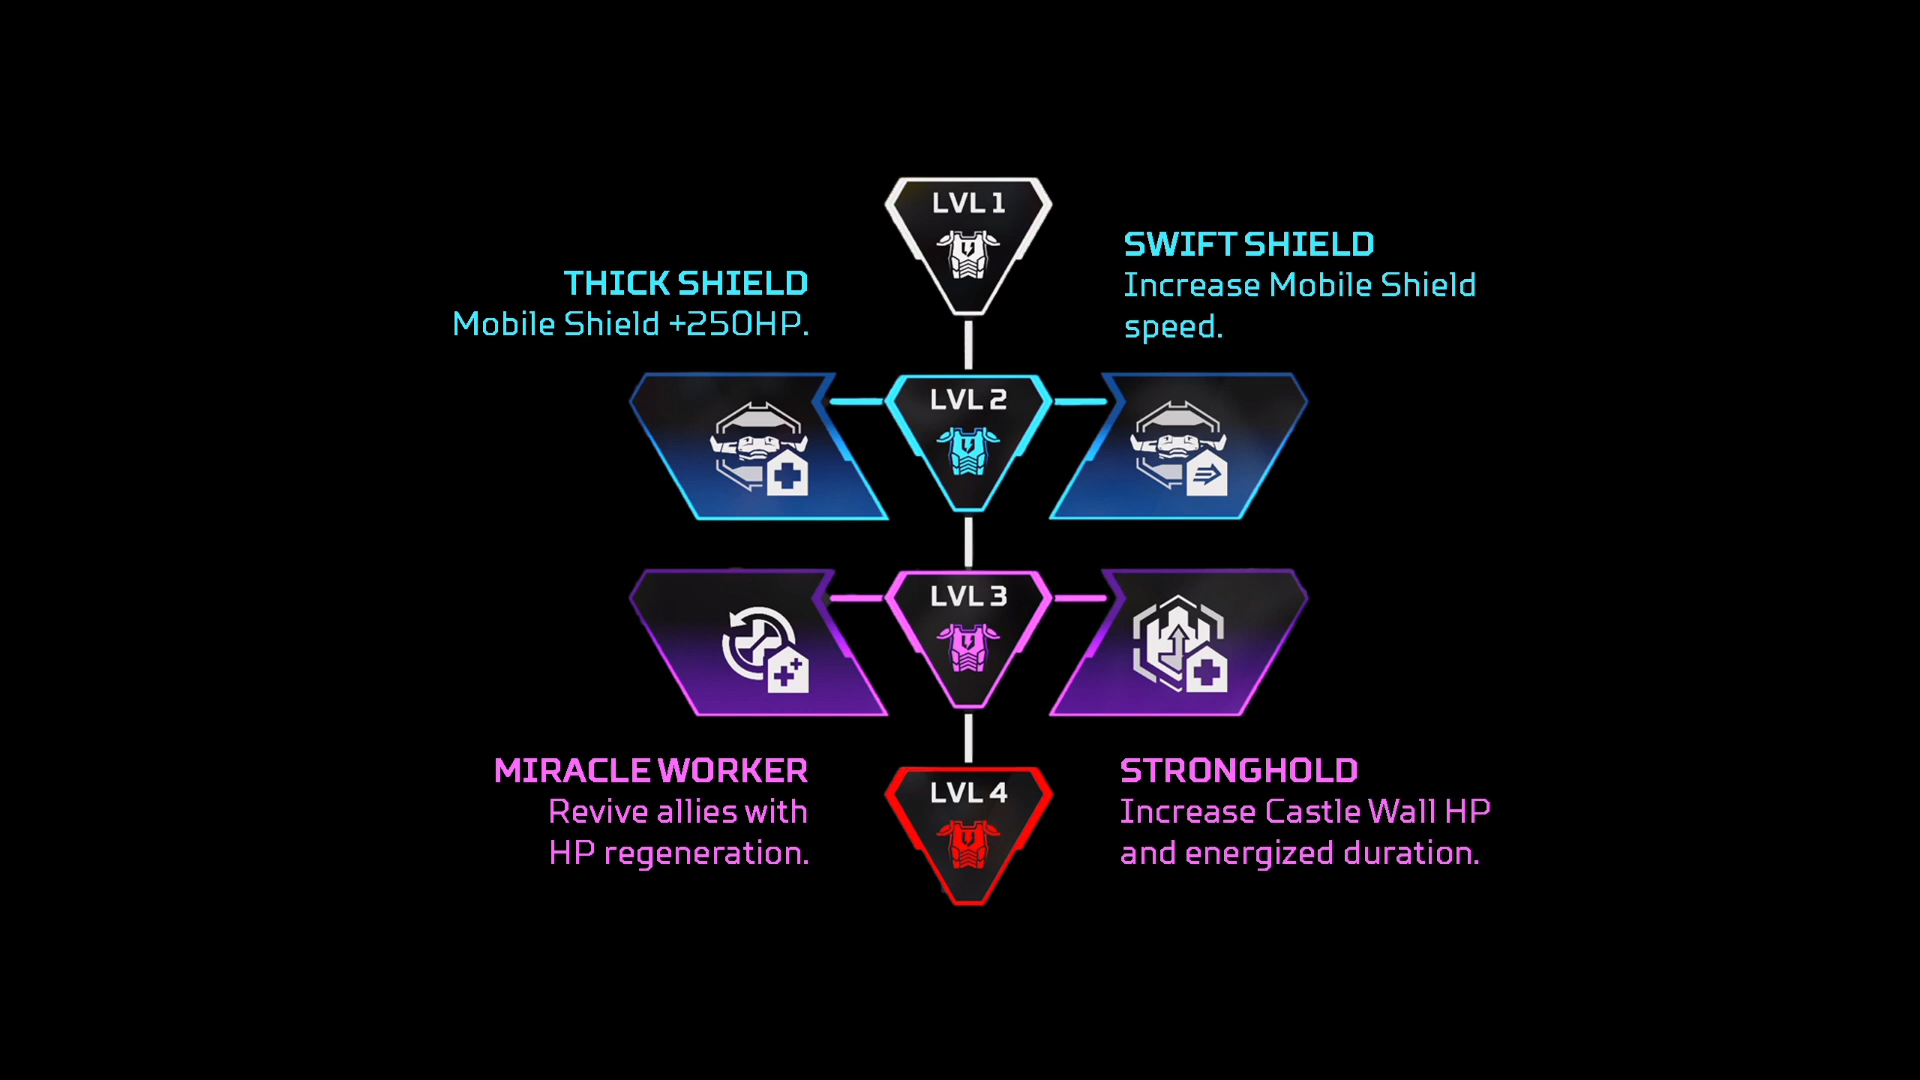 LVL 1
THICK SHIELD
Mobile Shield +250HP.
SWIFT SHIELD
Increase Mobile Shield
speed.
LVL 2
LVL 3
MIRACLE WORKER
Revive allies with
HP regeneration.
STRONGHOLD
Increase Castle Wall HP
and energized duration.
LVL 4